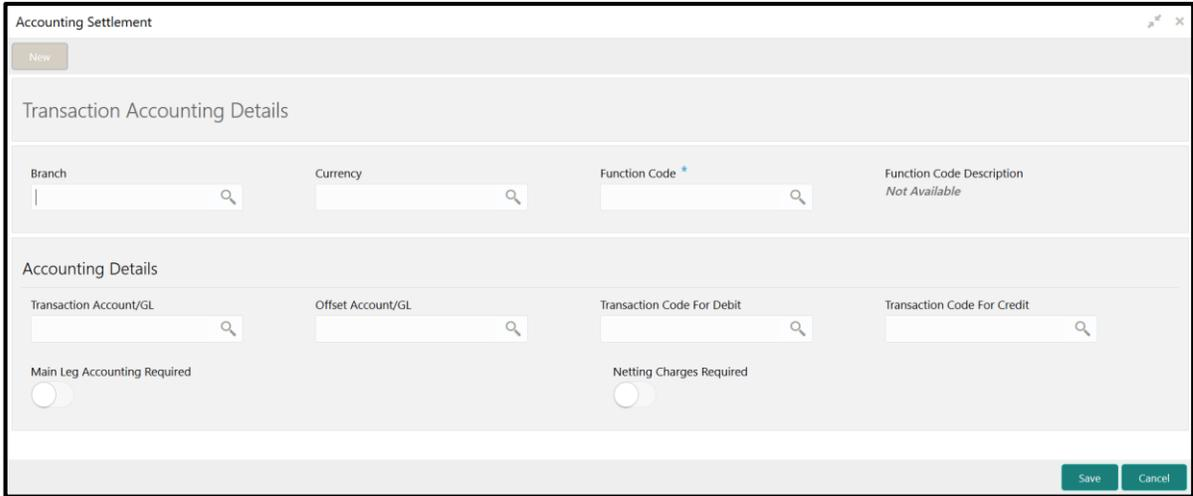 Accounting Settlement
New
Transaction Accounting Details
Branch Currency Function Code * Function Code Description
Not Available
Accounting Details
Transaction Account/GL Offset Account/GL Transaction Code For Debit Transaction Code For Credit
Main Leg Accounting Required Netting Charges Required
Save Cancel